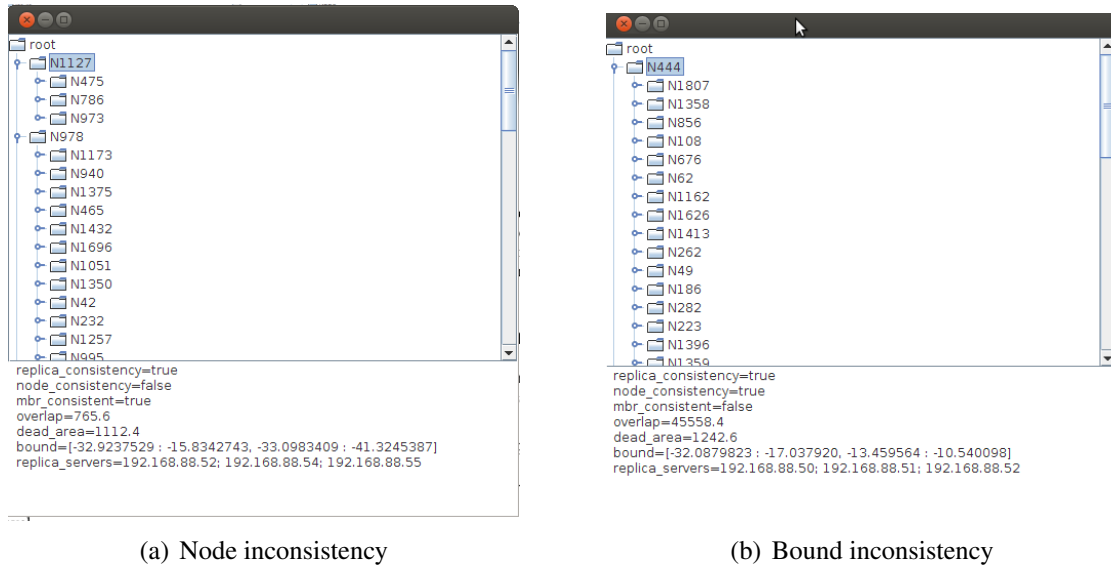 root
N1127
N475
N786
N973
N978
N1173
N940
N1375
N465
N1432
N1696
N1051
N1350
N42
N232
N1257
N995
replica_consistency=true
node_consistency=false
mbr_consistent=true
overlap=765.6
dead_area=1112.4
bound=[-32.9237529 : -15.8342743, -33.0983409 : -41.3245387]
replica_servers=192.168.88.52; 192.168.88.54; 192.168.88.55
(a) Node inconsistency
root
N444
N1807
N1358
N856
N108
N676
N62
N1162
N1626
N1413
N262
N49
N186
N282
N223
N1396
N1359
replica_consistency=true
node_consistency=true
mbr_consistent=false
overlap=45558.4
dead_area=1242.6
bound=[-32.0879823 : -17.037920, -13.459564 : -10.540098]
replica_servers=192.168.88.50; 192.168.88.51; 192.168.88.52
(b) Bound inconsistency